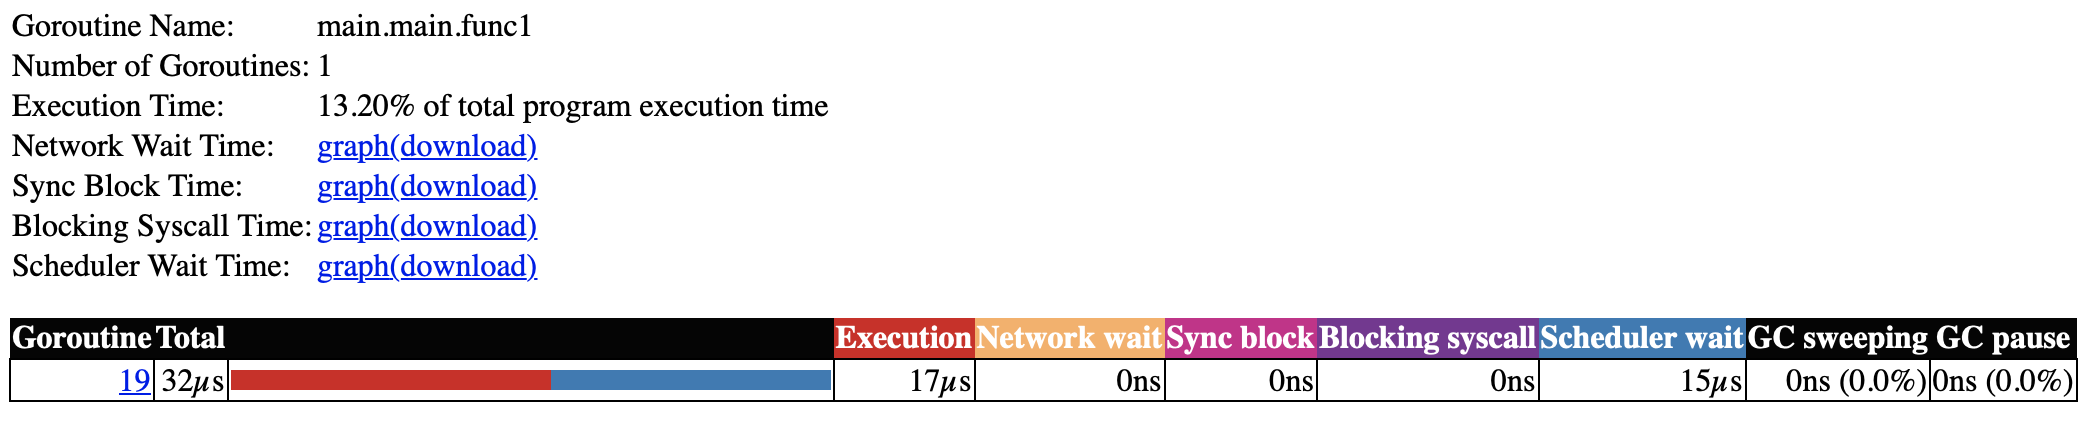 Goroutine Name: main.main.func1
Number of Goroutines: 1
Execution Time: 13.20% of total program execution time
Network Wait Time: graph(download)
Sync Block Time: graph(download)
Blocking Syscall Time: graph(download)
Scheduler Wait Time: graph(download)
Goroutine Total Execution Network wait Sync block Blocking syscall Scheduler wait GC sweeping GC pause
19 32µs 17µs 0ns 0ns 0ns 15µs 0ns (0.0%) 0ns (0.0%)